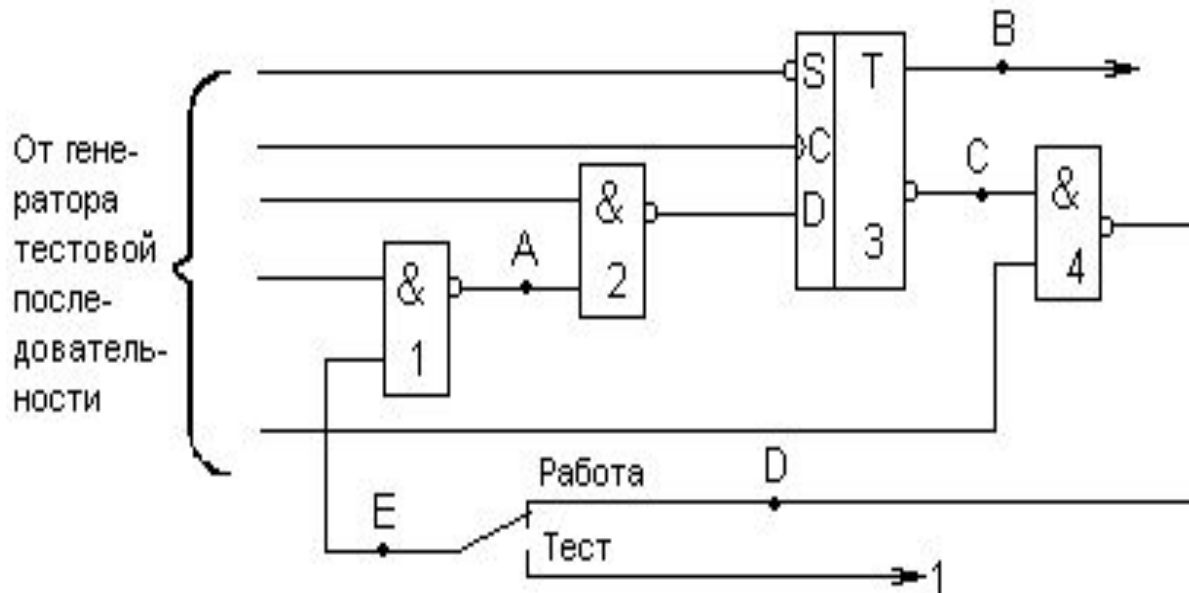 От гене-
ратора
тестовой
после-
дователь-
ности
S T
C
D
3
B
C
&
4
&
2
A
&
1
Работа
D
E
Тест
1